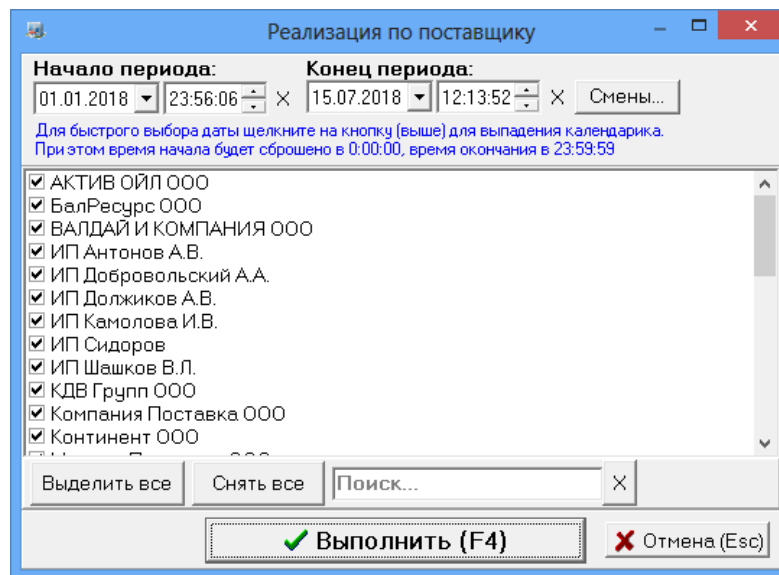 Реализация по поставщику
Начало периода: Конец периода:
01.01.2018 23:56:06 X 15.07.2018 12:13:52 X Смены...
Для быстрого выбора даты щелкните на кнопку (выше) для выпадения календарика.
При этом время начала будет сброшено в 0:00:00, время окончания в 23:59:59
АКТИВ ОЙЛ ООО
БалРесурс ООО
ВАЛДАЙ И КОМПАНИЯ ООО
ИП Антонов А.В.
ИП Добровольский А.А.
ИП Должиков А.В.
ИП Камолова И.В.
ИП Сидоров
ИП Шашков В.Л.
КДВ Групп ООО
Компания Поставка ООО
Континент ООО
Выделить все Снять все Поиск... X
Выполнить (F4) Отмена (Esc)